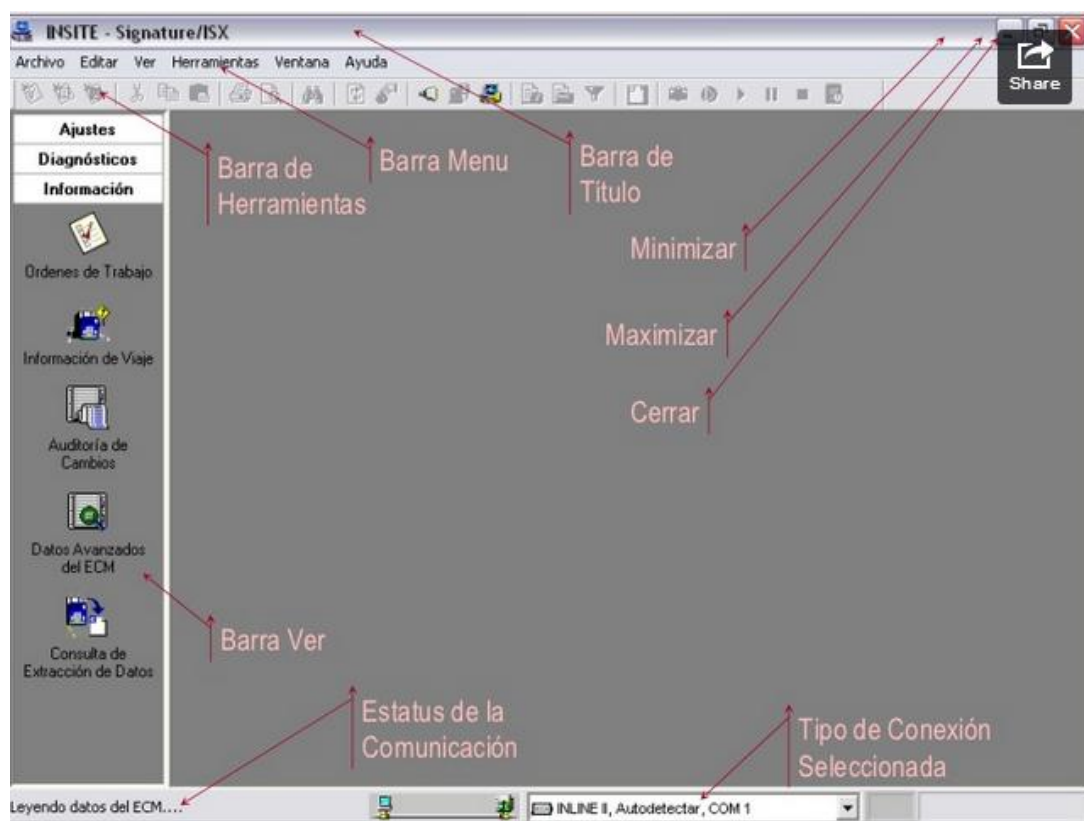 INSITE - Signature/ISX
Archivo Editar Ver Herramientas Ventana Ayuda
Share
Ajustes
Diagnósticos
Información
Ordenes de Trabajo
Información de Viaje
Auditoría de
Cambios
Datos Avanzados
del ECM
Consulta de
Extracción de Datos
Barra de
Herramientas
Barra Menu
Barra de
Título
Minimizar
Maximizar
Cerrar
Barra Ver
Estatus de la
Comunicación
Tipo de Conexión
Seleccionada
Leyendo datos del ECM....
INLINE II, Autodetectar, COM 1